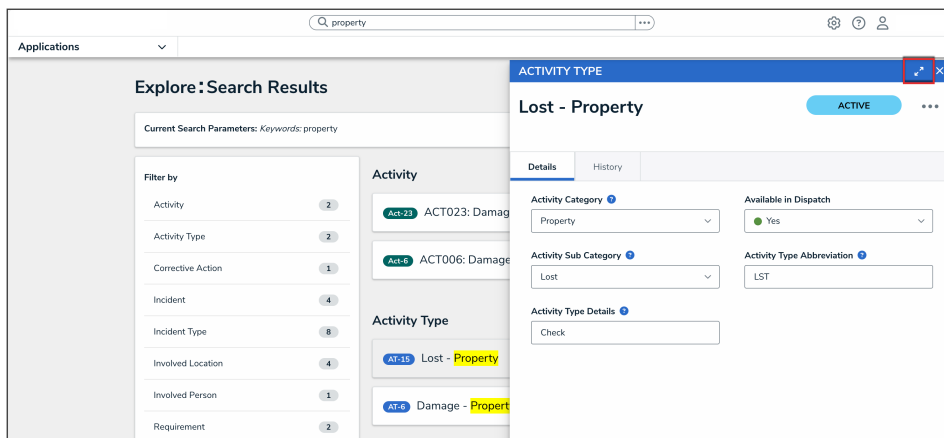 property
Applications
Explore: Search Results
Current Search Parameters: Keywords: property
Filter by
Activity 2
Activity Type 2
Corrective Action 1
Incident 4
Incident Type 8
Involved Location 4
Involved Person 1
Requirement 2
Activity
Act-23 ACT023: Damag
Act-6 ACT006: Damage
Activity Type
AT-15 Lost - Property
AT-6 Damage - Propert
ACTIVITY TYPE
Lost - Property
ACTIVE
Details History
Activity Category
Property
Available in Dispatch
Yes
Activity Sub Category
Lost
Activity Type Abbreviation
LST
Activity Type Details
Check